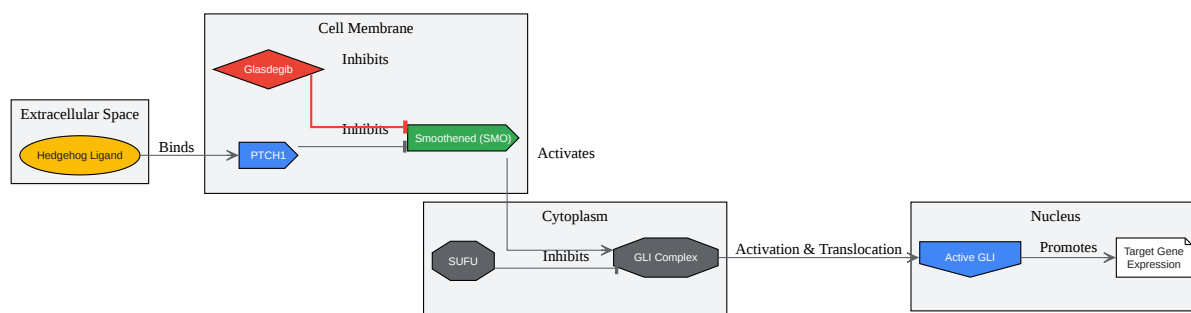 Cell Membrane
Glasdegib
Inhibits
Extracellular Space
Hedgehog Ligand
Binds
PTCH1
Inhibits
Smoothened (SMO)
Activates
Cytoplasm
SUFU
Inhibits
GLI Complex
Activation & Translocation
Nucleus
Active GLI
Promotes
Target Gene
Expression